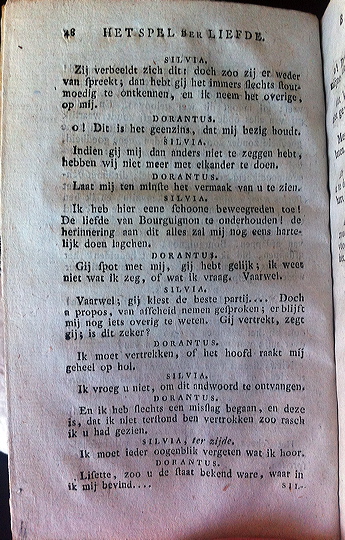 28 HET SPEL DER LIEFDE.
SILVIA.
Zij verbeeldt zich dit: doch zoo zij er weder
van spreekt; dan hebt gij het immers slechts stout-
moedig te ontkennen, en ik neem het overige,
op mij.
DORANTUS.
o! Dit is het geenzins, dat mij bezig houdt.
SILVIA.
Indien gij mij dan anders niet te zeggen hebt,
hebben wij niet meer met elkander te doen.
DORANTUS.
Laat mij ten minste het vermaak van u te zien.
SILVIA.
Ik heb hier eene schoone beweegreden toe!
De liefde van Bourguignon te onderhouden! de
herinnering aan dit alles zal mij nog eens harte-
lijk doen lagchen.
DORANTUS.
Gij spot met mij, gij hebt gelijk; ik weet
niet wat ik zeg, of wat ik vraag. Vaarwel.
SILVIA.
Vaarwel; gij kiest de beste partij.... Doch
a propos, van afscheid nemen gesproken; er blijft
mij nog iets overig te weten. Gij vertrekt, zegt
gij; is dit zeker?
DORANTUS.
Ik moet vertrekken, of het hoofd raakt mij
geheel op hol.
SILVIA.
Ik vroeg u niet, om dit andwoord te ontvangen.
DORANTUS.
En ik heb slechts een misslag begaan, en deze
is, dat ik niet terstond ben vertrokken zoo rasch
ik u had gezien.
SILVIA, ter zijde.
Ik moet ieder oogenblik vergeten wat ik hoor.
DORANTUS.
Lisette, zoo u de staat bekend ware, waar in
ik mij bevind....
SIL-